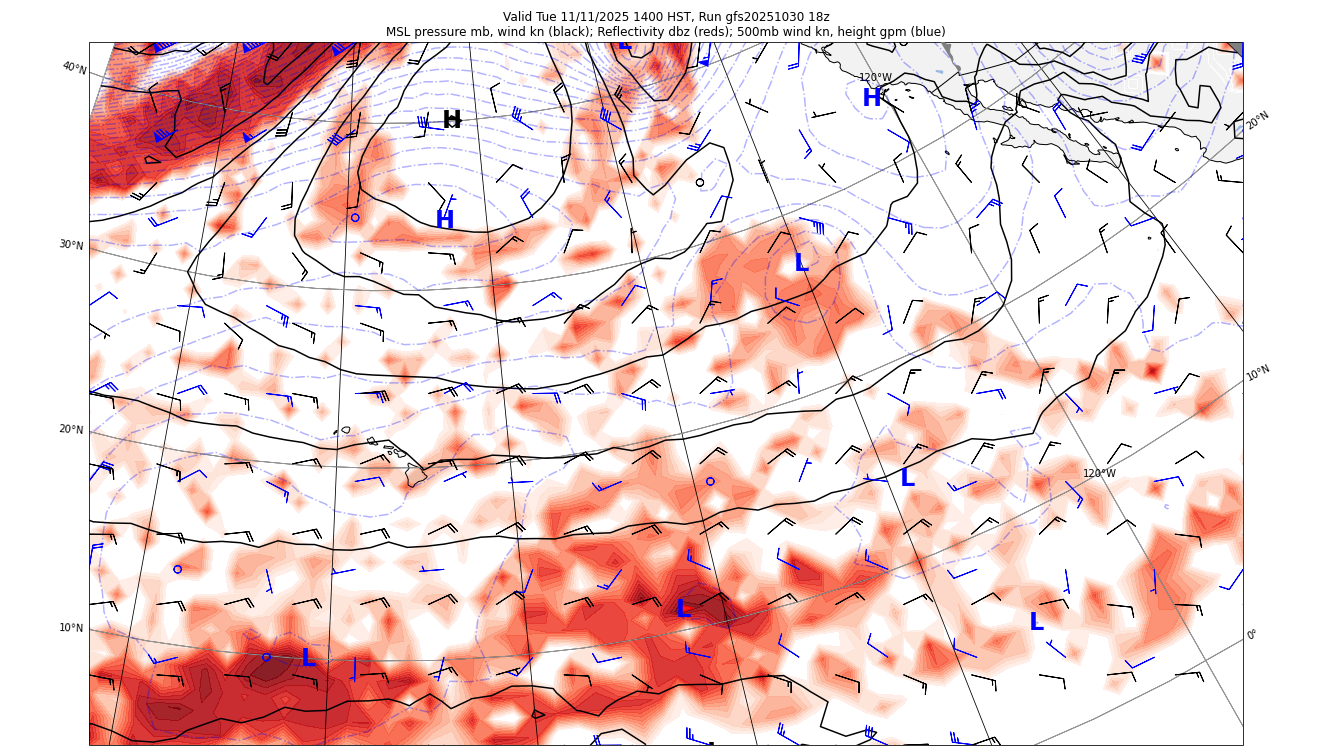 Valid Tue 11/11/2025 1400 HST, Run gfs20251030 18z
MSL pressure mb, wind kn (black); Reflectivity dbz (reds); 500mb wind kn, height gpm (blue)
L
40°N
120°W
H
H
20°N
H
30°N
L
10°N
20°N
L
120°W
L
10°N
L
0°
L